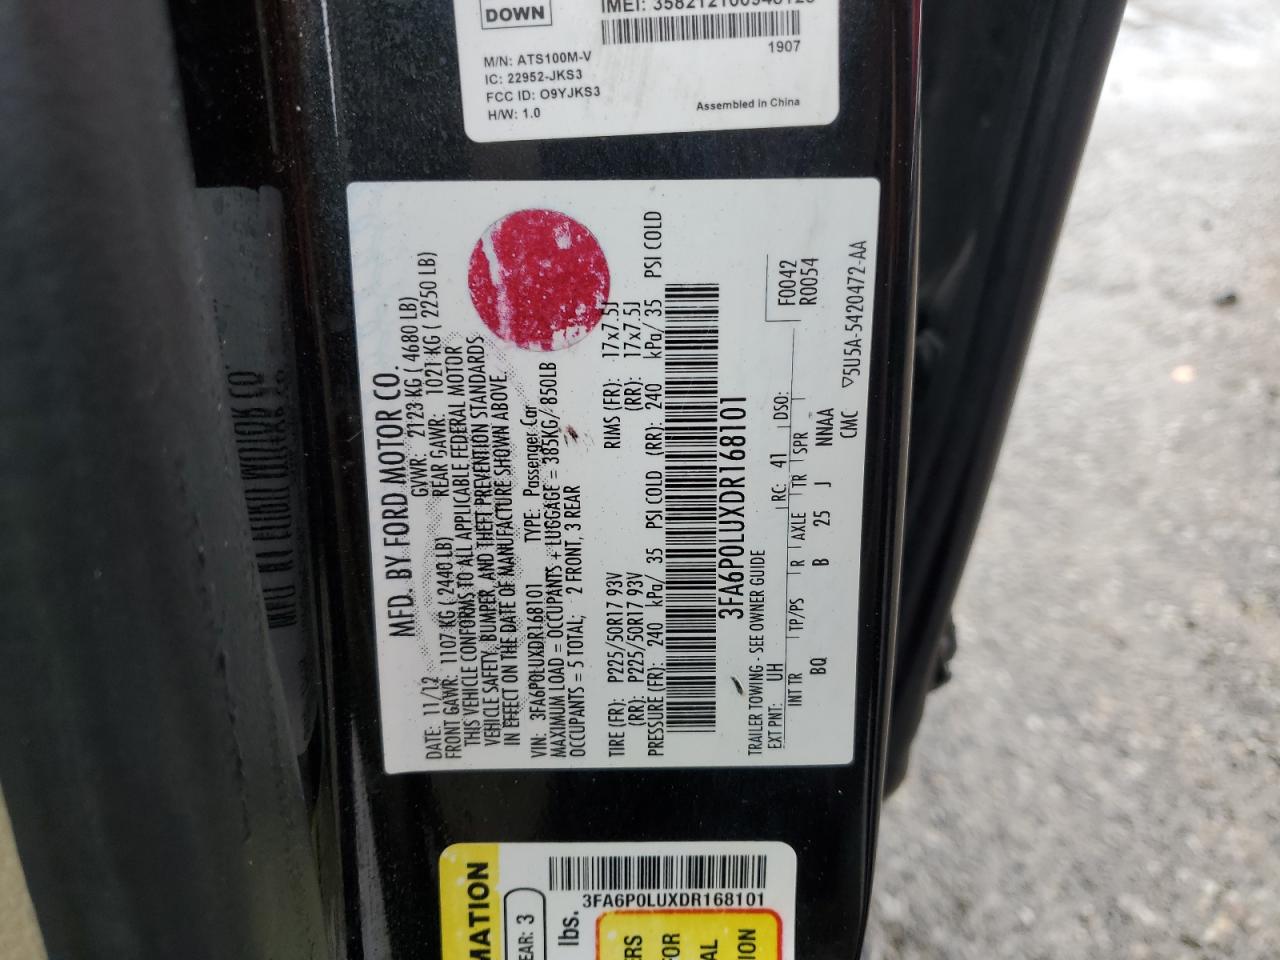 DOWN
IMEI:
1907
M/N: ATS100M-V
IC: 22952-JKS3
FCC ID: O9YJKS3
H/W: 1.0
Assembled in China
MFD. BY FORD MOTOR CO.
DATE: 11/12 GVWR: 2123 KG ( 4680 LB)
FRONT GAWR: 1107 KG ( 2440 LB) REAR GAWR: 1021 KG ( 2250 LB)
THIS VEHICLE CONFORMS TO ALL APPLICABLE FEDERAL MOTOR
VEHICLE SAFETY, BUMPER, AND THEFT PREVENTION STANDARDS
IN EFFECT ON THE DATE OF MANUFACTURE SHOWN ABOVE.
VIN: 3FA6P0LUXDR168101 TYPE: Passenger Car
MAXIMUM LOAD = OCCUPANTS + LUGGAGE = 385KG/ 850LB
OCCUPANTS = 5 TOTAL; 2 FRONT, 3 REAR
TIRE (FR): P225/50R17 93V RIMS (FR): 17x7.5J
(RR): P225/50R17 93V (RR): 17x7.5J
PRESSURE (FR): 240 kPa/ 35 PSI COLD (RR): 240 kPa/ 35 PSI COLD
3FA6P0LUXDR168101
TRAILER TOWING - SEE OWNER GUIDE
F0042
R0054
EXT PNT: UH RC: 41 DSO:
INT TR TP/PS R AXLE TR SPR
BQ B 25 J NNAA
CMC ▽5U5A-5420472-AA
3FA6P0LUXDR168101
MATION
EAR: 3
lbs.
ERS
FOR
AL
ION